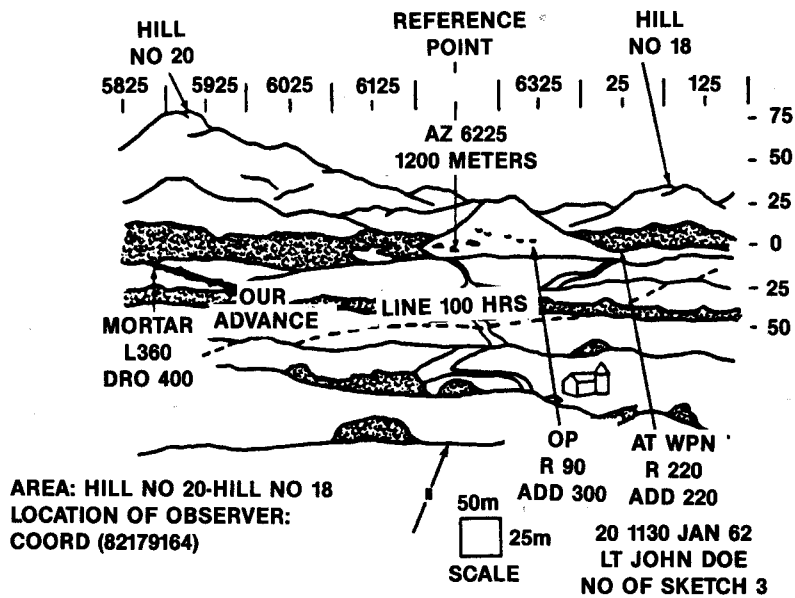 HILL
NO 20
REFERENCE
POINT
HILL
NO 18
5825 5925 6025 6125 6325 25 125
AZ 6225
1200 METERS
- 75
- 50
- 25
- 0
- 25
- 50
OUR
ADVANCE
LINE 100 HRS
MORTAR
L360
DRO 400
OP
R 90
ADD 300
AT WPN
R 220
ADD 220
AREA: HILL NO 20-HILL NO 18
LOCATION OF OBSERVER:
COORD (82179164)
50m
25m
SCALE
20 1130 JAN 62
LT JOHN DOE
NO OF SKETCH 3